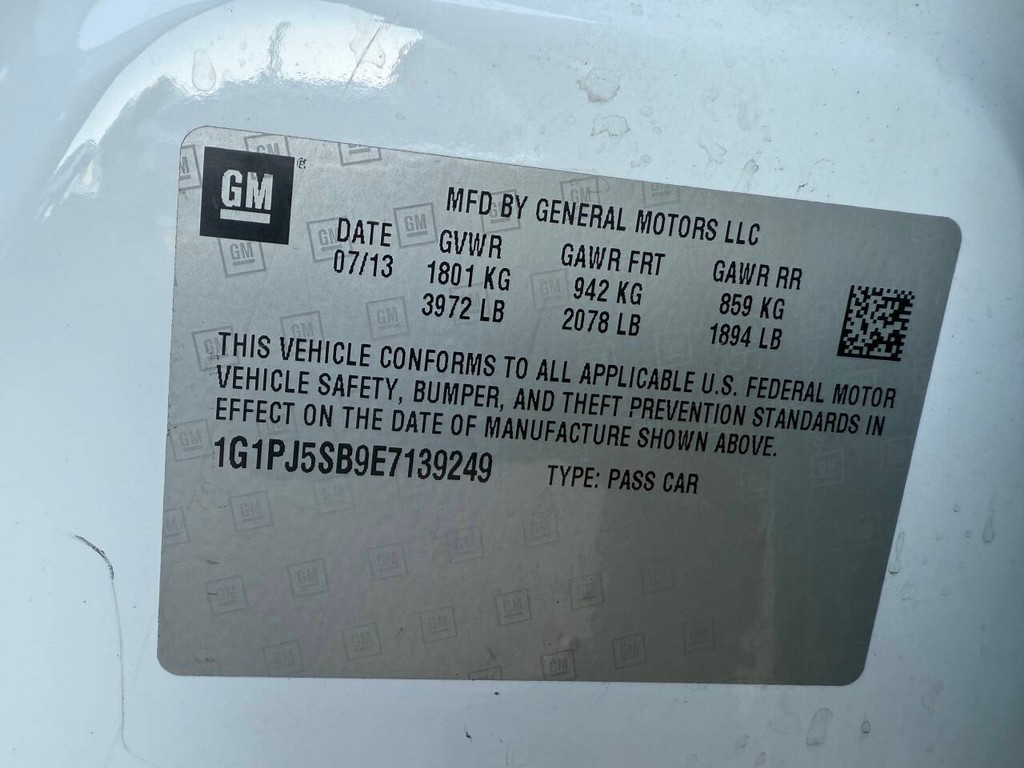 GM
MFD BY GENERAL MOTORS LLC
DATE GVWR GAWR FRT GAWR RR
07/13 1801 KG 942 KG 859 KG
3972 LB 2078 LB 1894 LB
THIS VEHICLE CONFORMS TO ALL APPLICABLE U.S. FEDERAL MOTOR
VEHICLE SAFETY, BUMPER, AND THEFT PREVENTION STANDARDS IN
EFFECT ON THE DATE OF MANUFACTURE SHOWN ABOVE.
1G1PJ5SB9E7139249 TYPE: PASS CAR